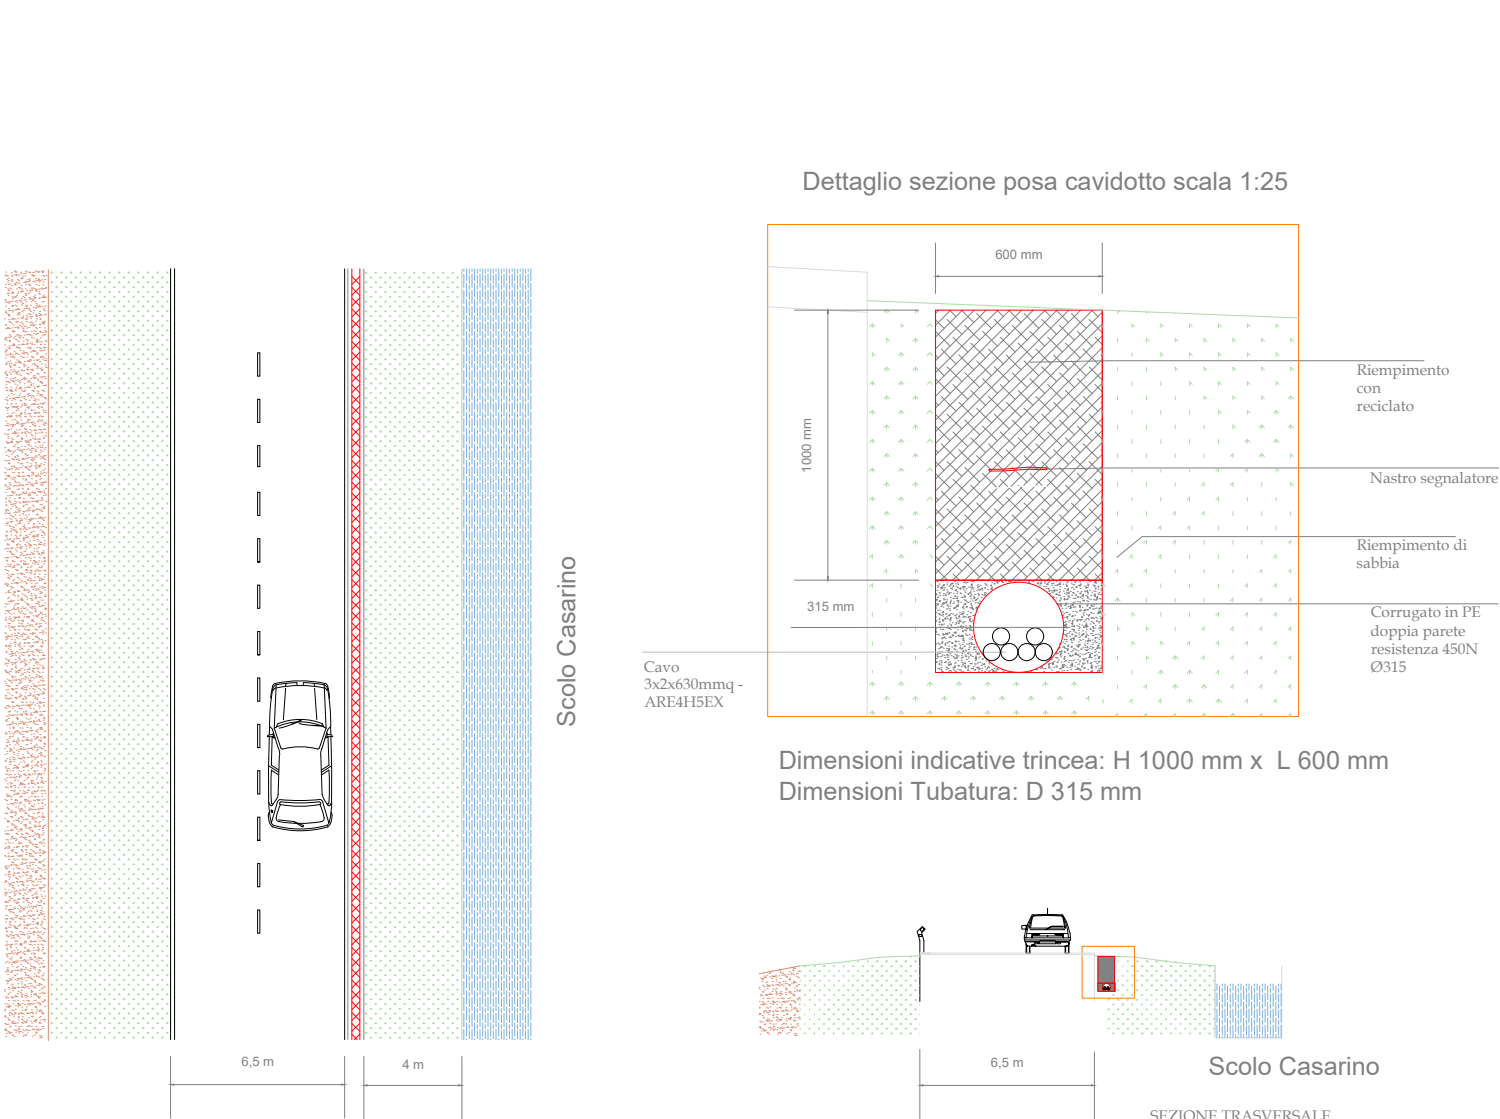 Dettaglio sezione posa cavidotto scala 1:25
600 mm
1000 mm
315 mm
Riempimento
con
reciclato
Nastro segnalatore
Riempimento di
sabbia
Corrugato in PE
doppia parete
resistenza 450N
Ø315
Cavo
3x2x630mmq -
ARE4H5EX
Dimensioni indicative trincea: H 1000 mm x L 600 mm
Dimensioni Tubatura: D 315 mm
Scolo Casarino
6,5 m
4 m
6,5 m
Scolo Casarino
SEZIONE TRASVERSALE